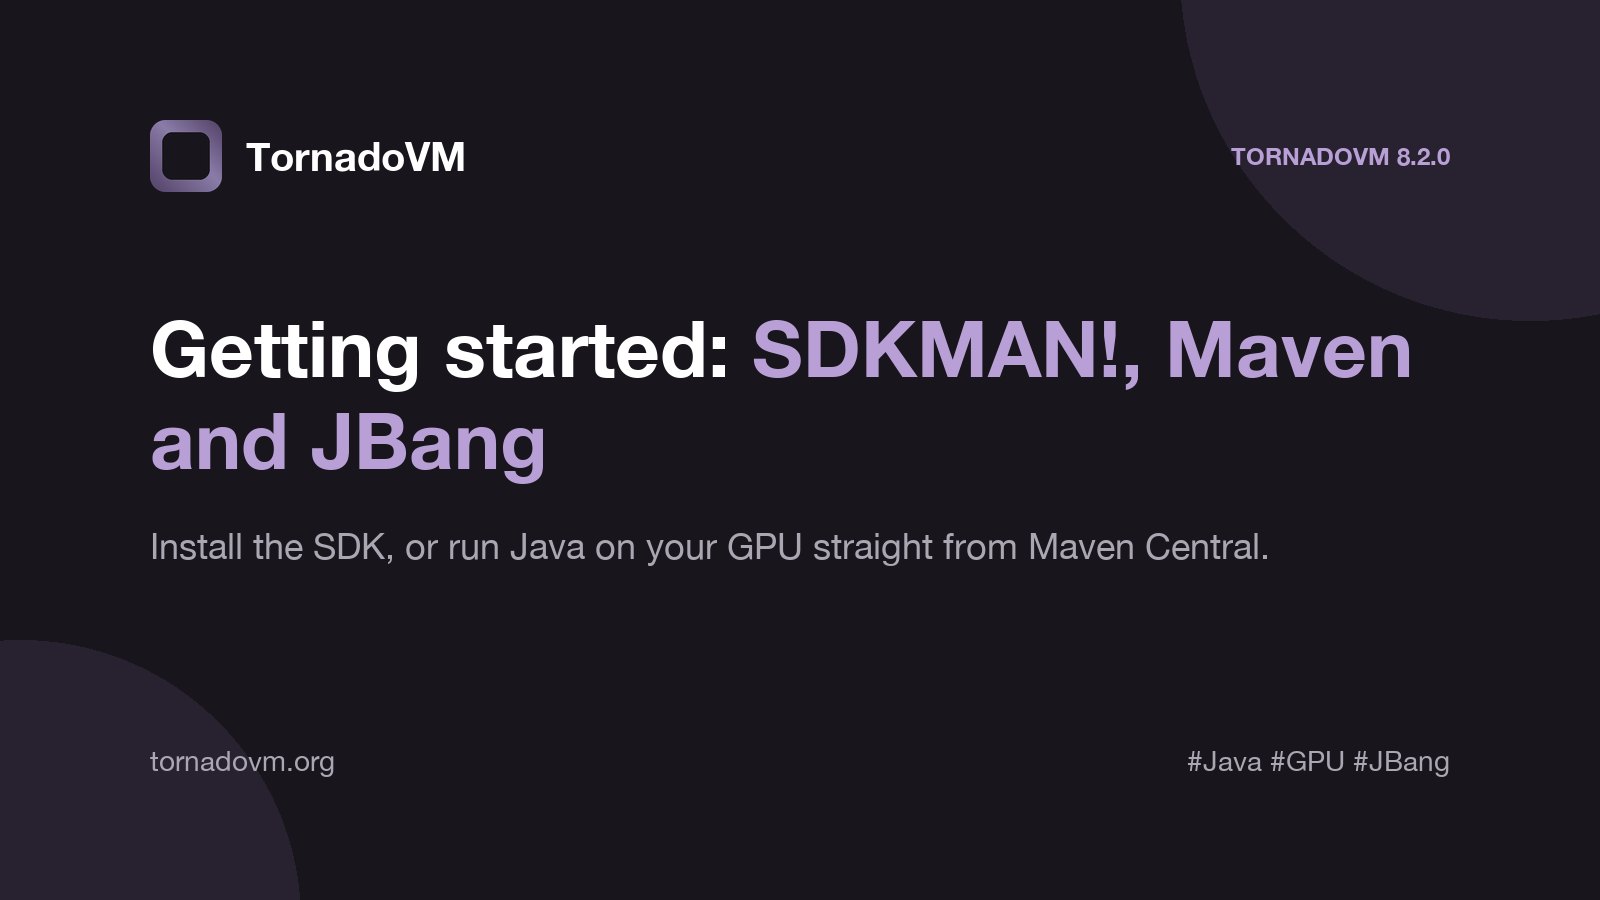 TornadoVM
TORNADOVM 8.2.0
Getting started: SDKMAN!, Maven
and JBang
Install the SDK, or run Java on your GPU straight from Maven Central.
tornadovm.org
#Java #GPU #JBang